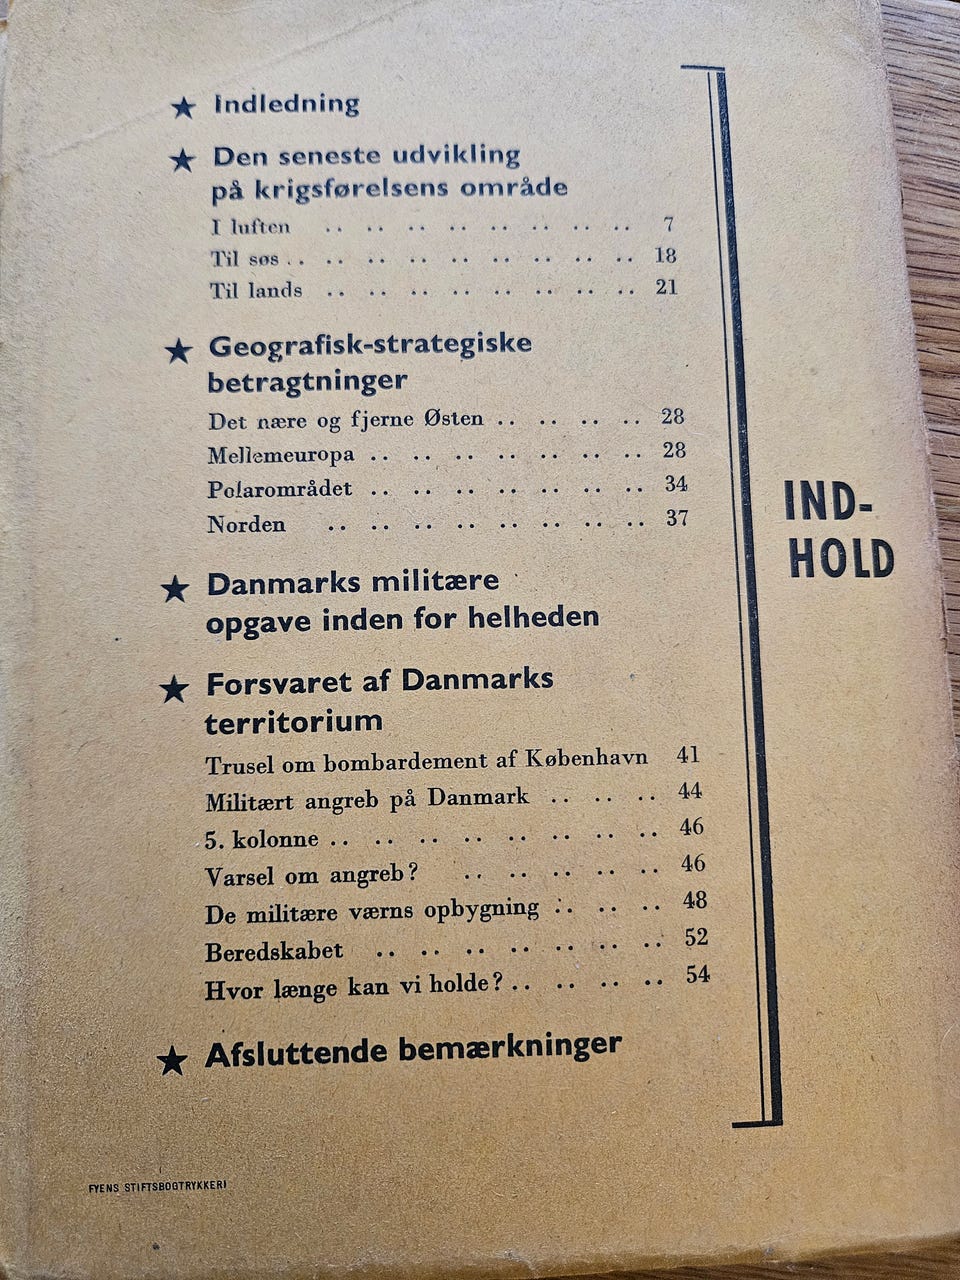 ★ Indledning
★ Den seneste udvikling
på krigsførelsens område
I luften .. .. .. .. .. .. .. .. 7
Til søs .. .. .. .. .. .. .. .. .. 18
Til lands .. .. .. .. .. .. .. .. 21
★ Geografisk-strategiske
betragtninger
Det nære og fjerne Østen .. .. .. .. 28
Mellemeuropa .. .. .. .. .. .. .. 28
Polarområdet .. .. .. .. .. .. .. 34
Norden .. .. .. .. .. .. .. .. 37
★ Danmarks militære
opgave inden for helheden
★ Forsvaret af Danmarks
territorium
Trusel om bombardement af København 41
Militært angreb på Danmark .. .. .. 44
5. kolonne .. .. .. .. .. .. .. .. 46
Varsel om angreb? .. .. .. .. .. 46
De militære værns opbygning .. .. .. 48
Beredskabet .. .. .. .. .. .. .. 52
Hvor længe kan vi holde? .. .. .. .. 54
★ Afsluttende bemærkninger
IND-
HOLD
FYENS STIFTSBOGTRYKKERI